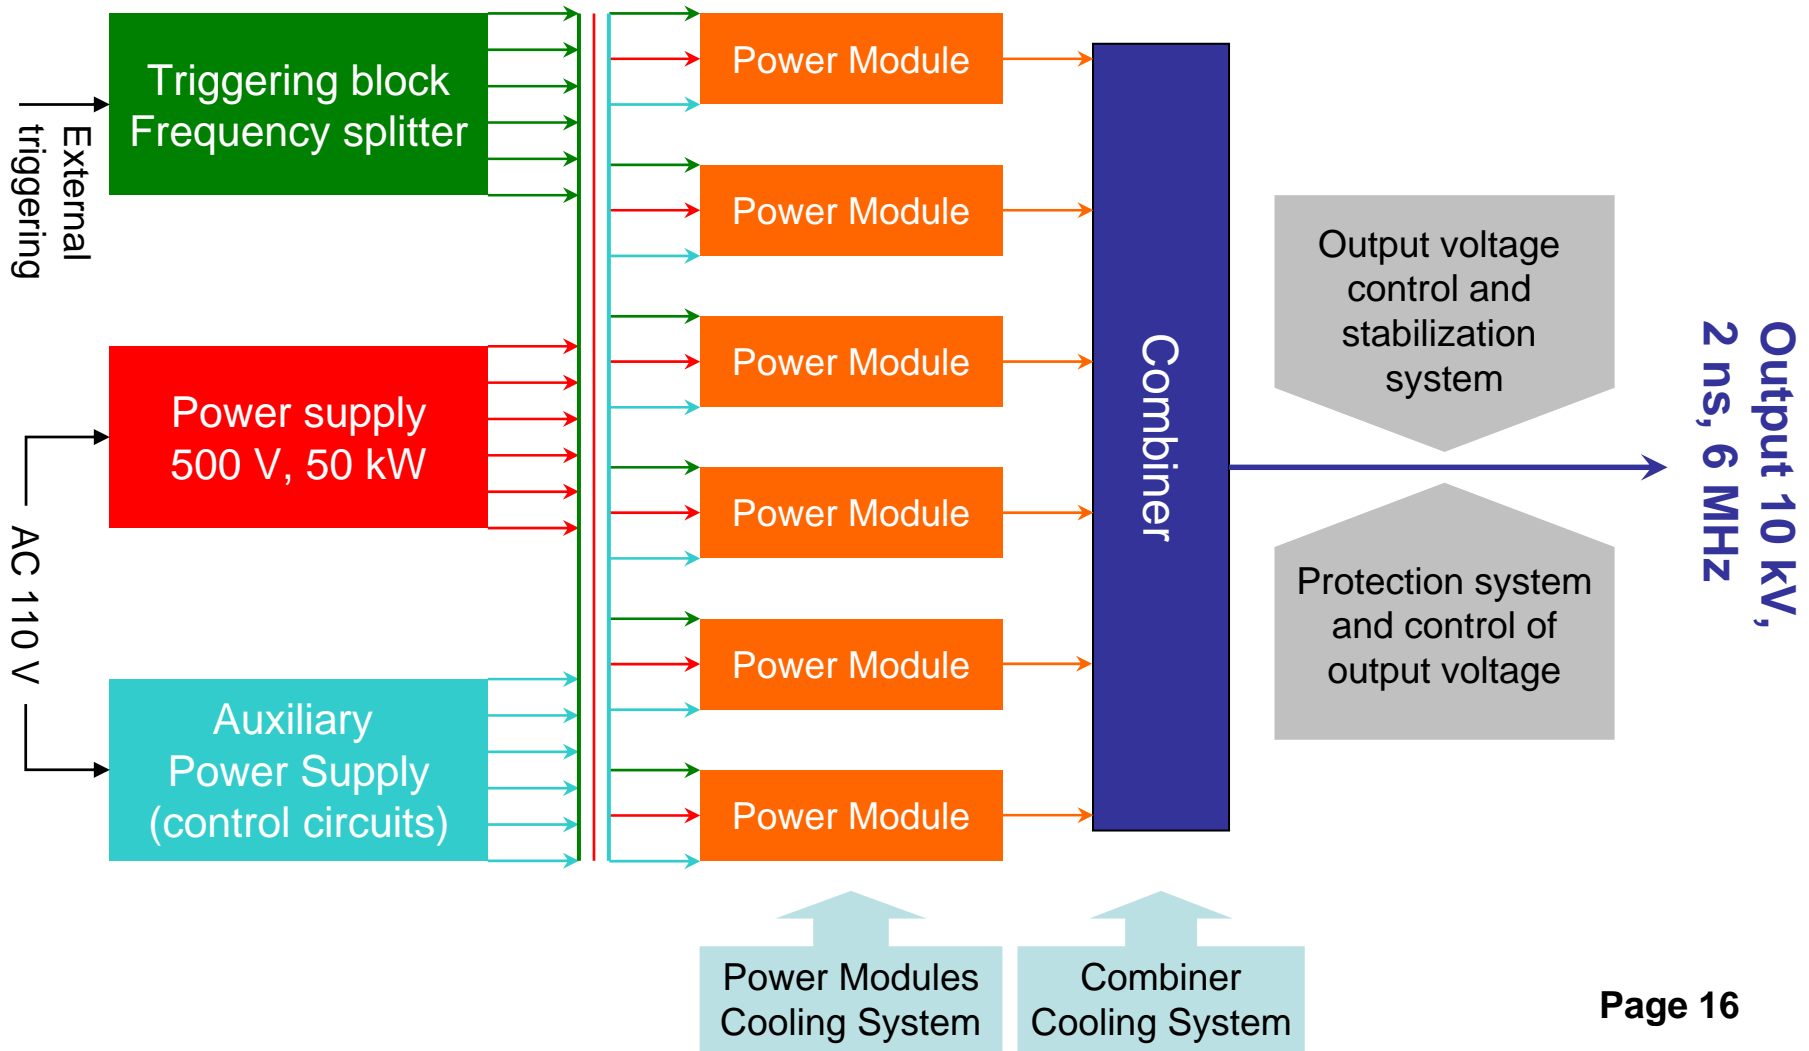 Triggering block
Frequency splitter
External
triggering
Power supply
500 V, 50 kW
AC 110 V
Auxiliary
Power Supply
(control circuits)
Power Module
Power Module
Power Module
Power Module
Power Module
Power Module
Combiner
Output voltage
control and
stabilization
system
Protection system
and control of
output voltage
Output 10 kV,
2 ns, 6 MHz
Power Modules
Cooling System
Combiner
Cooling System
Page 16